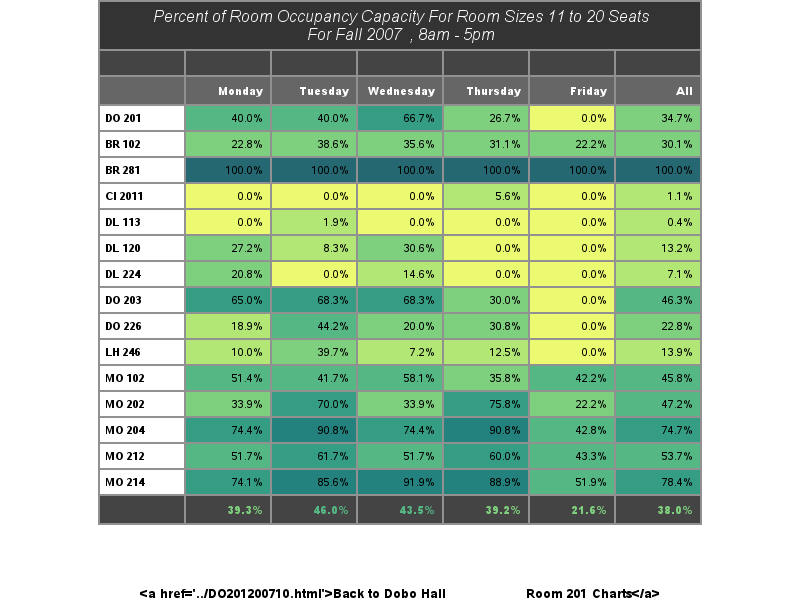 Percent of Room Occupancy Capacity For Room Sizes 11 to 20 Seats
For Fall 2007 , 8am - 5pm
Monday Tuesday Wednesday Thursday Friday All
DO 201 40.0% 40.0% 66.7% 26.7% 0.0% 34.7%
BR 102 22.8% 38.6% 35.6% 31.1% 22.2% 30.1%
BR 281 100.0% 100.0% 100.0% 100.0% 100.0% 100.0%
CI 2011 0.0% 0.0% 0.0% 5.6% 0.0% 1.1%
DL 113 0.0% 1.9% 0.0% 0.0% 0.0% 0.4%
DL 120 27.2% 8.3% 30.6% 0.0% 0.0% 13.2%
DL 224 20.8% 0.0% 14.6% 0.0% 0.0% 7.1%
DO 203 65.0% 68.3% 68.3% 30.0% 0.0% 46.3%
DO 226 18.9% 44.2% 20.0% 30.8% 0.0% 22.8%
LH 246 10.0% 39.7% 7.2% 12.5% 0.0% 13.9%
MO 102 51.4% 41.7% 58.1% 35.8% 42.2% 45.8%
MO 202 33.9% 70.0% 33.9% 75.8% 22.2% 47.2%
MO 204 74.4% 90.8% 74.4% 90.8% 42.8% 74.7%
MO 212 51.7% 61.7% 51.7% 60.0% 43.3% 53.7%
MO 214 74.1% 85.6% 91.9% 88.9% 51.9% 78.4%
39.3% 46.0% 43.5% 39.2% 21.6% 38.0%
<a href='../DO201200710.html'>Back to Dobo Hall Room 201 Charts</a>